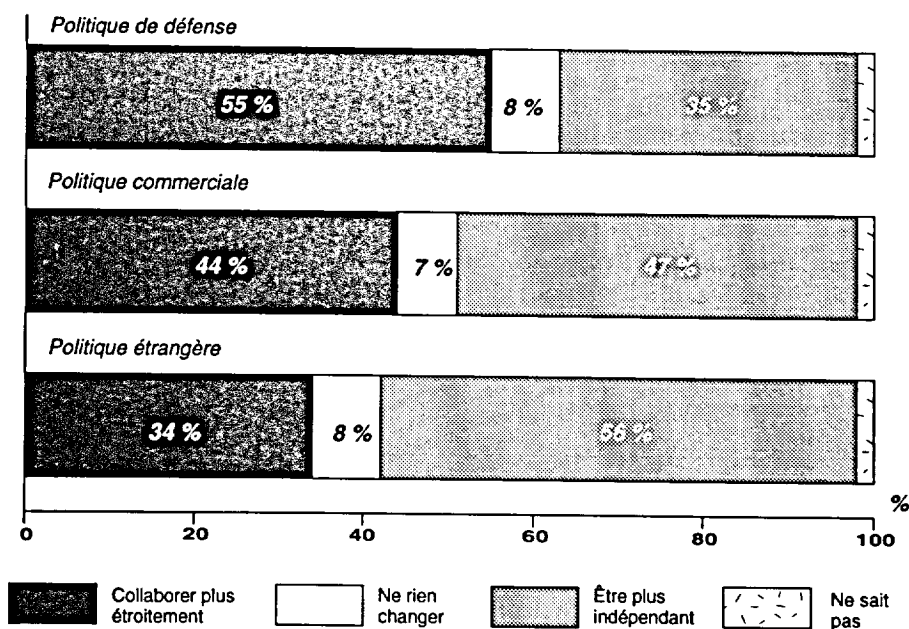 Politique de défense
55 % 8 % 35 %
Politique commerciale
44 % 7 % 47 %
Politique étrangère
34 % 8 % 56 %
%
0 20 40 60 80 100
Collaborer plus
étroitement
Ne rien
changer
Être plus
indépendant
Ne sait
pas